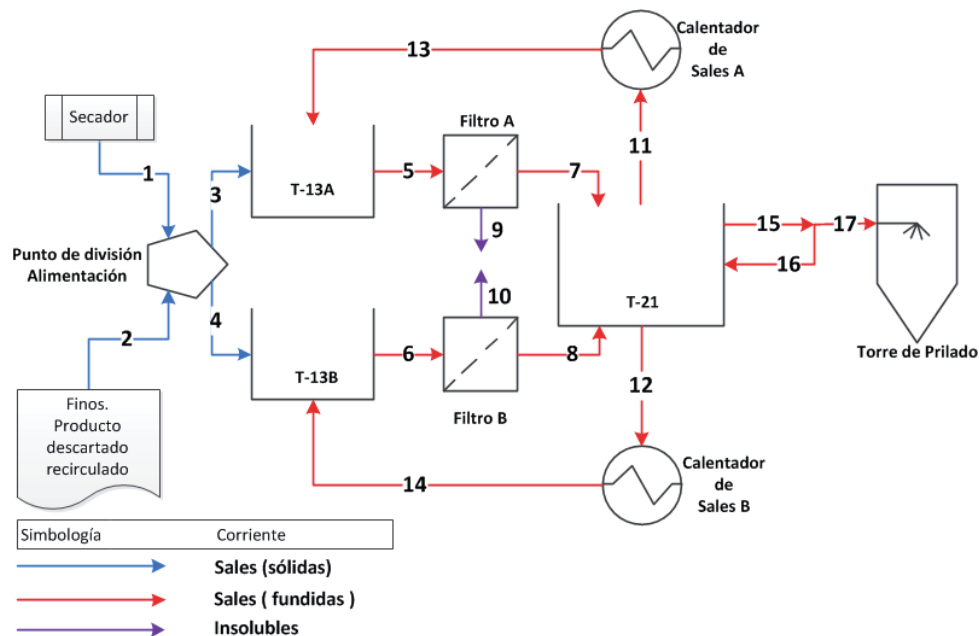 Calentador
de
Sales A
13
Secador
Filtro A
11
1
3
T-13A
5
7
Punto de división
Alimentación
9
15
17
16
10
4
2
T-21
T-13B
6
8
Torre de Prilado
12
Finos.
Producto
descartado
recirculado
Filtro B
14
Calentador
de
Sales B
Simbología
Corriente
Sales (sólidas)
Sales ( fundidas )
Insolubles